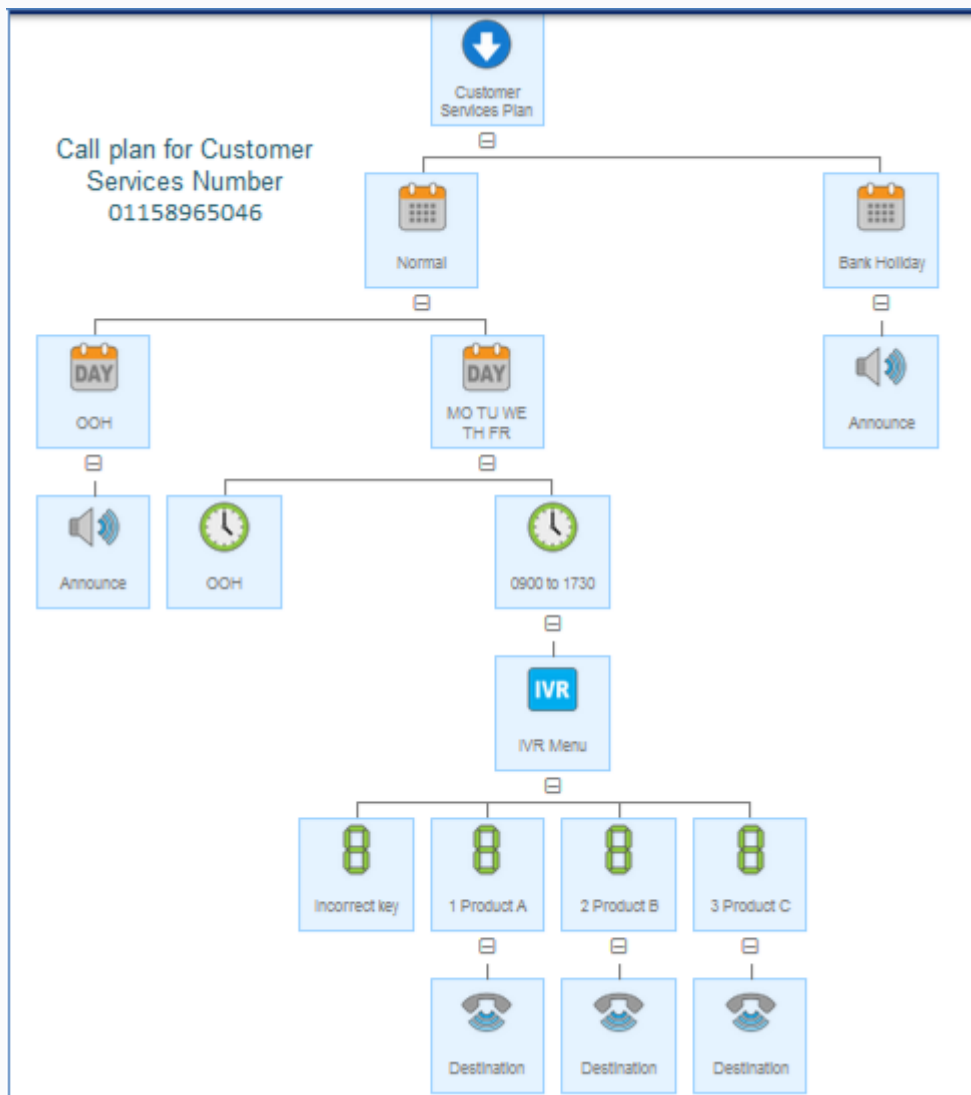 Customer
Services Plan
Call plan for Customer
Services Number
01158965046
Normal
Bank Holiday
DAY
DAY
OOH
MO TU WE
TH FR
Announce
Announce
OOH
0900 to 1730
IVR
IVR Menu
Incorrect key
1 Product A
2 Product B
3 Product C
Destination
Destination
Destination